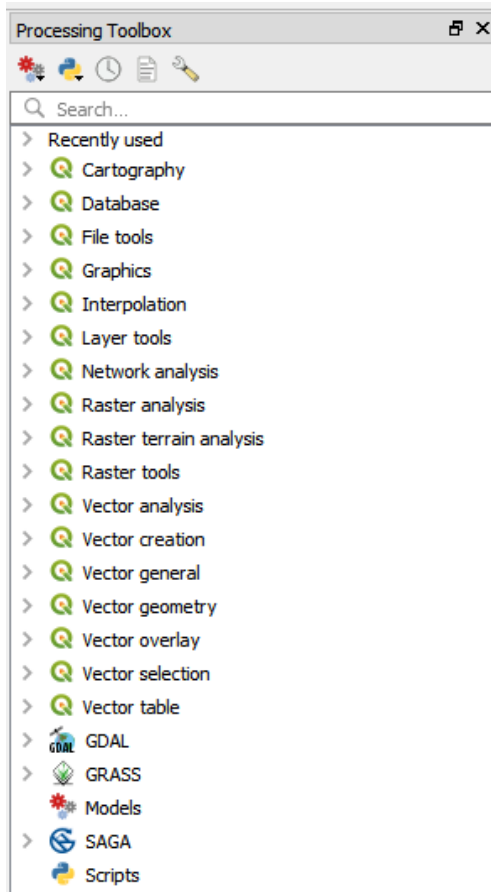 Processing Toolbox
Search...
Recently used
Cartography
Database
File tools
Graphics
Interpolation
Layer tools
Network analysis
Raster analysis
Raster terrain analysis
Raster tools
Vector analysis
Vector creation
Vector general
Vector geometry
Vector overlay
Vector selection
Vector table
GDAL GDAL
GRASS
Models
SAGA
Scripts